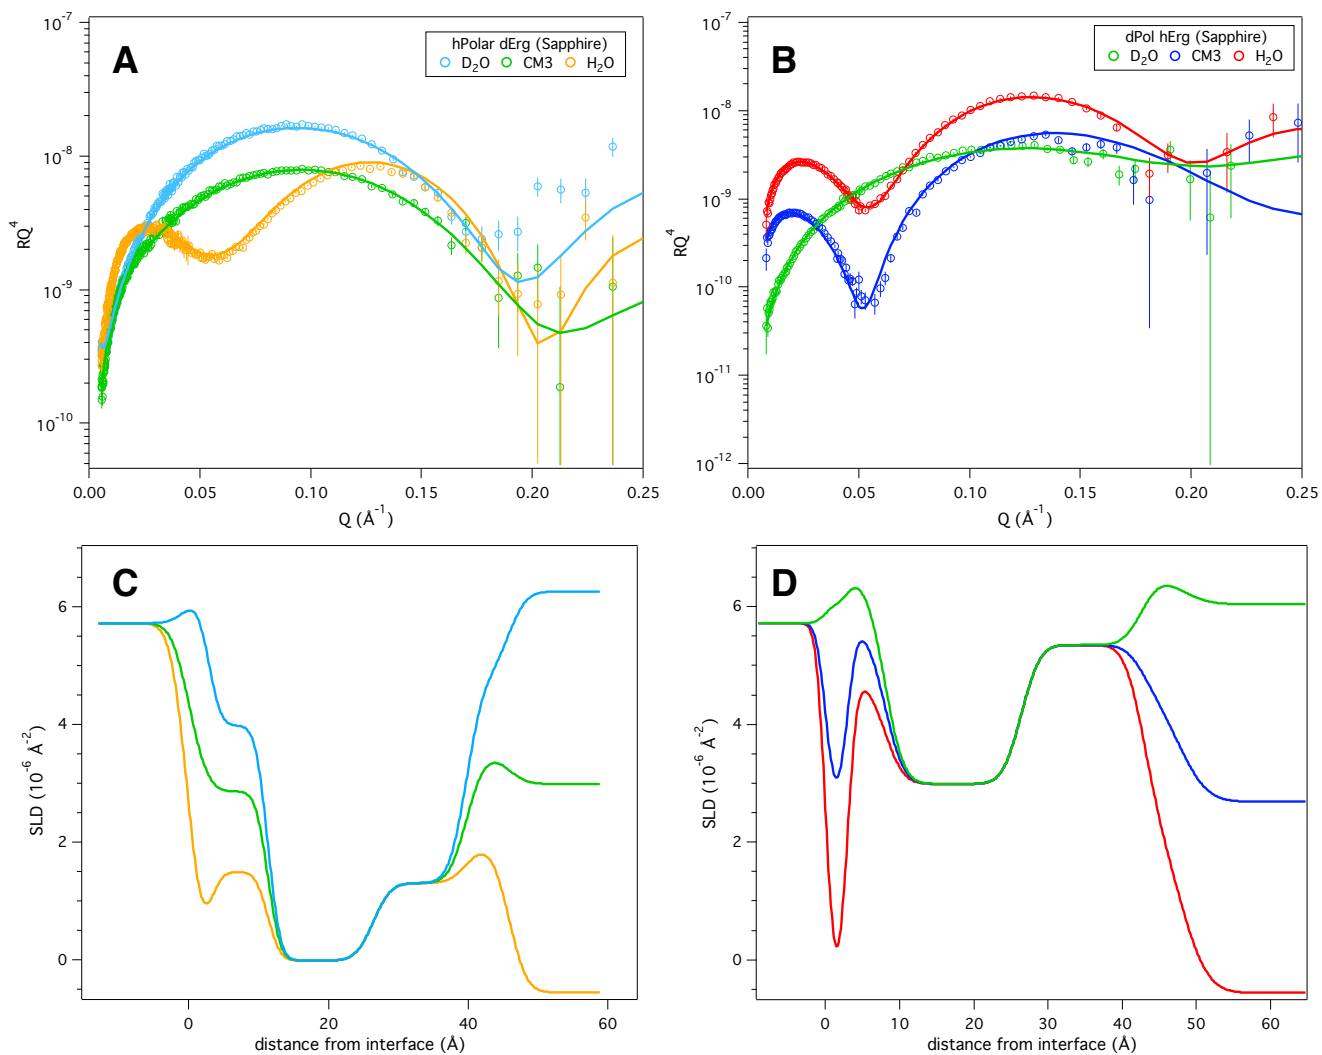 A
hPolar dErg (Sapphire)
D₂O CM3 H₂O
10⁻⁷
10⁻⁸
10⁻⁹
10⁻¹⁰
RQ⁴
0.00 0.05 0.10 0.15 0.20 0.25
Q (Å⁻¹)
B
dPol hErg (Sapphire)
D₂O CM3 H₂O
10⁻⁷
10⁻⁸
10⁻⁹
10⁻¹⁰
10⁻¹¹
10⁻¹²
RQ⁴
0.00 0.05 0.10 0.15 0.20 0.25
Q (Å⁻¹)
C
6
4
2
0
SLD (10⁻⁶ Å⁻²)
0 20 40 60
distance from interface (Å)
D
6
4
2
0
SLD (10⁻⁶ Å⁻²)
0 10 20 30 40 50 60
distance from interface (Å)